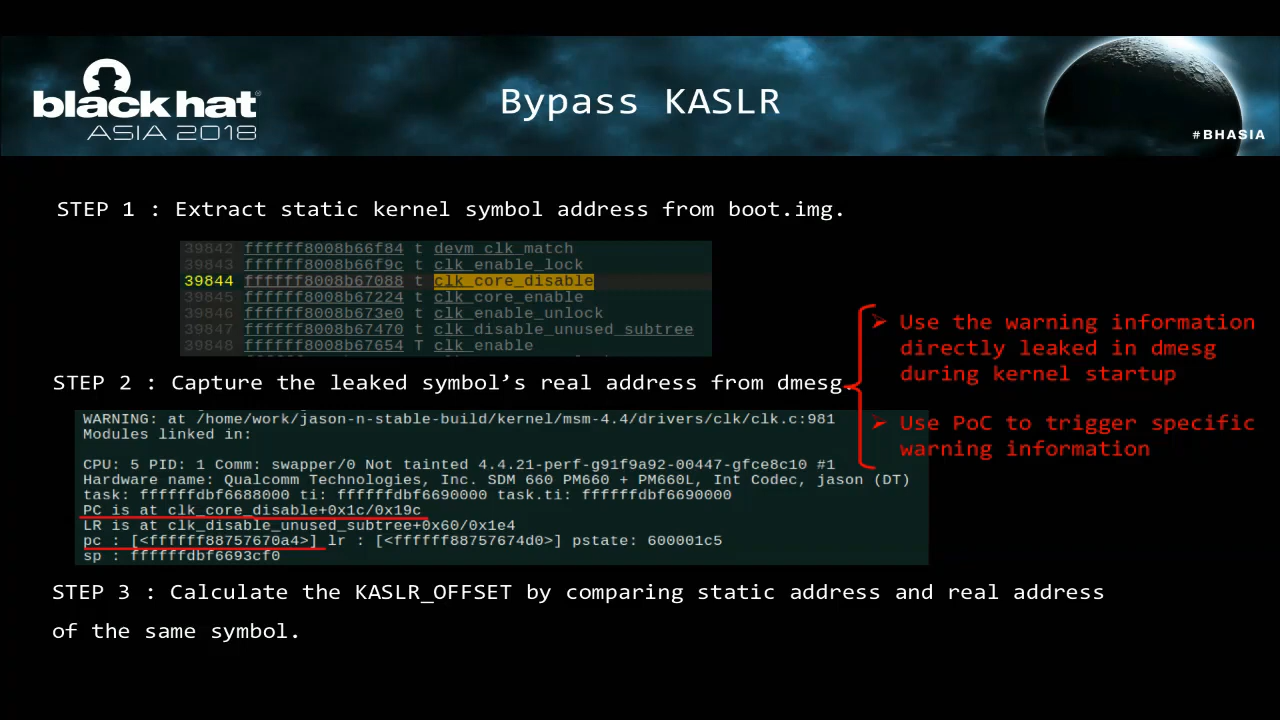 black hat®
ASIA 2018
Bypass KASLR
#BHASIA
STEP 1 : Extract static kernel symbol address from boot.img.
39842 ffffff8008b66f84 t devm_clk_match
39843 ffffff8008b66f9c t clk_enable_lock
39844 ffffff8008b67088 t clk_core_disable
39845 ffffff8008b67224 t clk_core_enable
39846 ffffff8008b673e0 t clk_enable_unlock
39847 ffffff8008b67470 t clk_disable_unused_subtree
39848 ffffff8008b67654 T clk_enable
STEP 2 : Capture the leaked symbol’s real address from dmesg.
WARNING: at /home/work/jason-n-stable-build/kernel/msm-4.4/drivers/clk/clk.c:981
Modules linked in:
CPU: 5 PID: 1 Comm: swapper/0 Not tainted 4.4.21-perf-g91f9a92-00447-gfce8c10 #1
Hardware name: Qualcomm Technologies, Inc. SDM 660 PM660 + PM660L, Int Codec, jason (DT)
task: ffffffdbf6688000 ti: ffffffdbf6690000 task.ti: ffffffdbf6690000
PC is at clk_core_disable+0x1c/0x19c
LR is at clk_disable_unused_subtree+0x60/0x1e4
pc : [<ffffff88757670a4>] lr : [<ffffff88757674d0>] pstate: 600001c5
sp : ffffffdbf6693cf0
➢ Use the warning information
directly leaked in dmesg
during kernel startup
➢ Use PoC to trigger specific
warning information
STEP 3 : Calculate the KASLR_OFFSET by comparing static address and real address
of the same symbol.